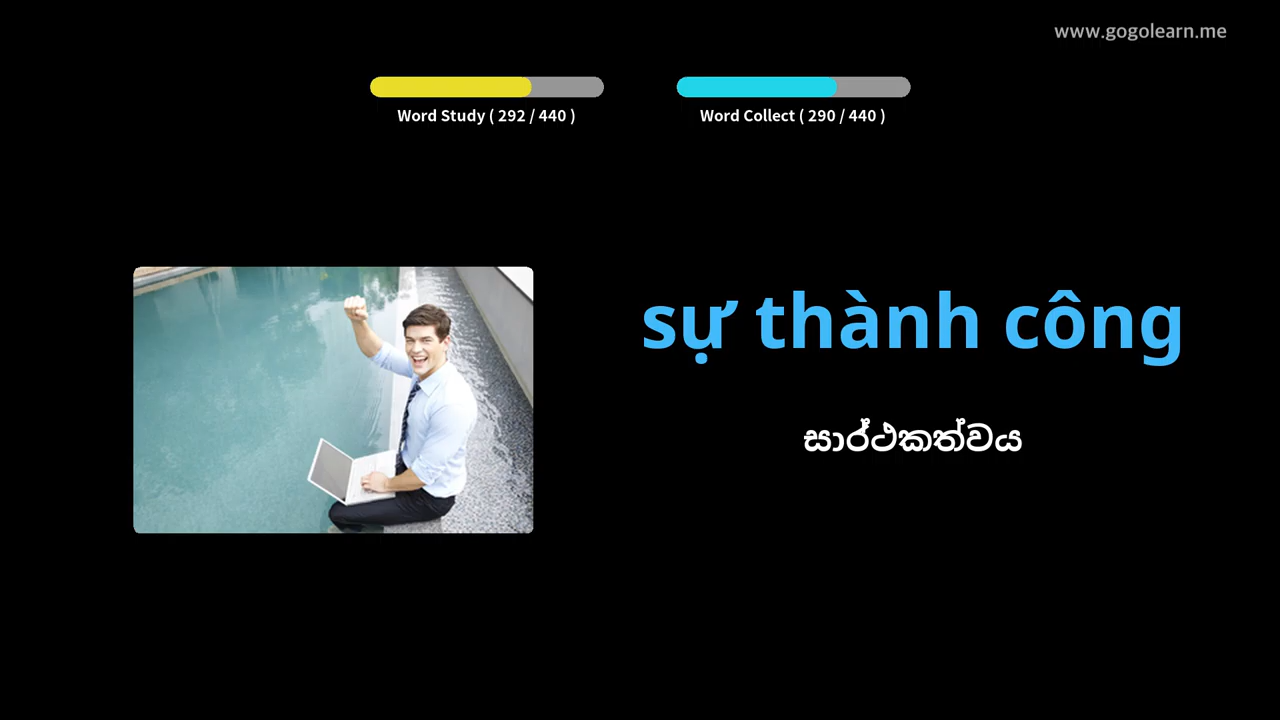 www.gogolearn.me
Word Study ( 292 / 440 )
Word Collect ( 290 / 440 )
sự thành công
සාර්ථකත්වය